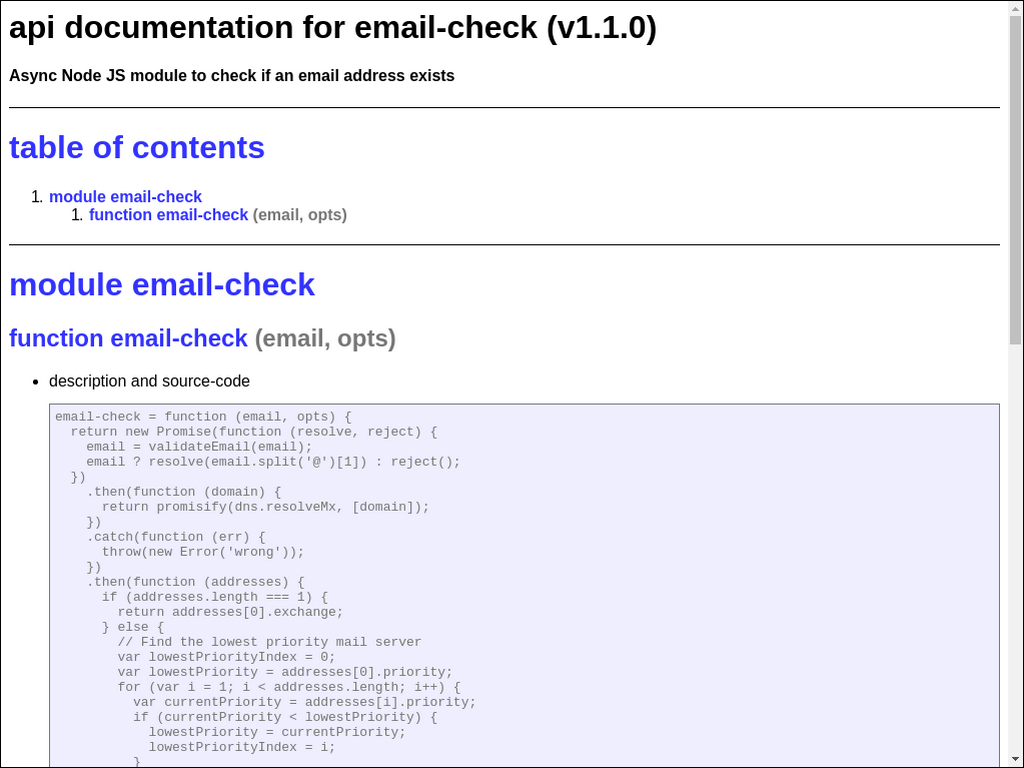 api documentation for email-check (v1.1.0)
Async Node JS module to check if an email address exists
table of contents
1. module email-check
1. function email-check (email, opts)
module email-check
function email-check (email, opts)
• description and source-code
email-check = function (email, opts) {
  return new Promise(function (resolve, reject) {
    email = validateEmail(email);
    email ? resolve(email.split('@')[1]) : reject();
  })
    .then(function (domain) {
      return promisify(dns.resolveMx, [domain]);
    })
    .catch(function (err) {
      throw(new Error('wrong'));
    })
    .then(function (addresses) {
      if (addresses.length === 1) {
        return addresses[0].exchange;
      } else {
        // Find the lowest priority mail server
        var lowestPriorityIndex = 0;
        var lowestPriority = addresses[0].priority;
        for (var i = 1; i < addresses.length; i++) {
          var currentPriority = addresses[i].priority;
          if (currentPriority < lowestPriority) {
            lowestPriority = currentPriority;
            lowestPriorityIndex = i;
          }